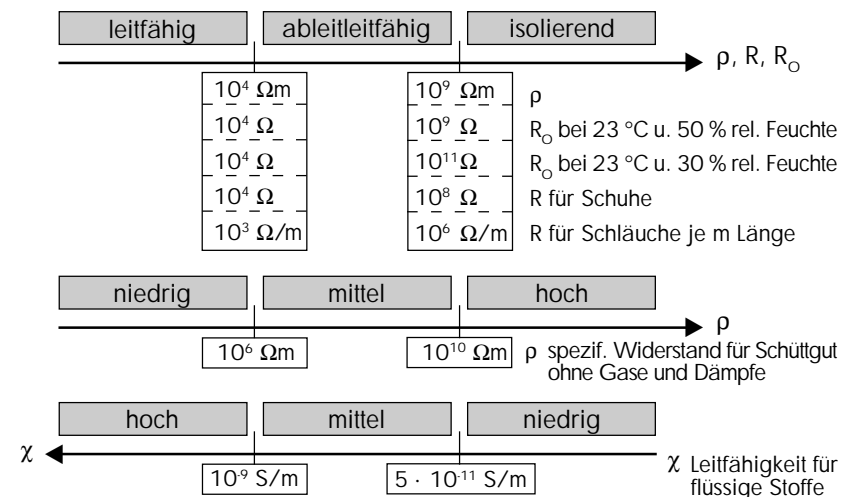 leitfähig ableitleitfähig isolierend
ρ, R, R_O
10⁴ Ωm 10⁹ Ωm ρ
10⁴ Ω 10⁹ Ω R_O bei 23 °C u. 50 % rel. Feuchte
10⁴ Ω 10¹¹ Ω R_O bei 23 °C u. 30 % rel. Feuchte
10⁴ Ω 10⁸ Ω R für Schuhe
10³ Ω/m 10⁶ Ω/m R für Schläuche je m Länge
niedrig mittel hoch
ρ
10⁶ Ωm 10¹⁰ Ωm ρ spezif. Widerstand für Schüttgut
ohne Gase und Dämpfe
hoch mittel niedrig
χ
10⁻⁹ S/m 5 · 10⁻¹¹ S/m χ Leitfähigkeit für
flüssige Stoffe